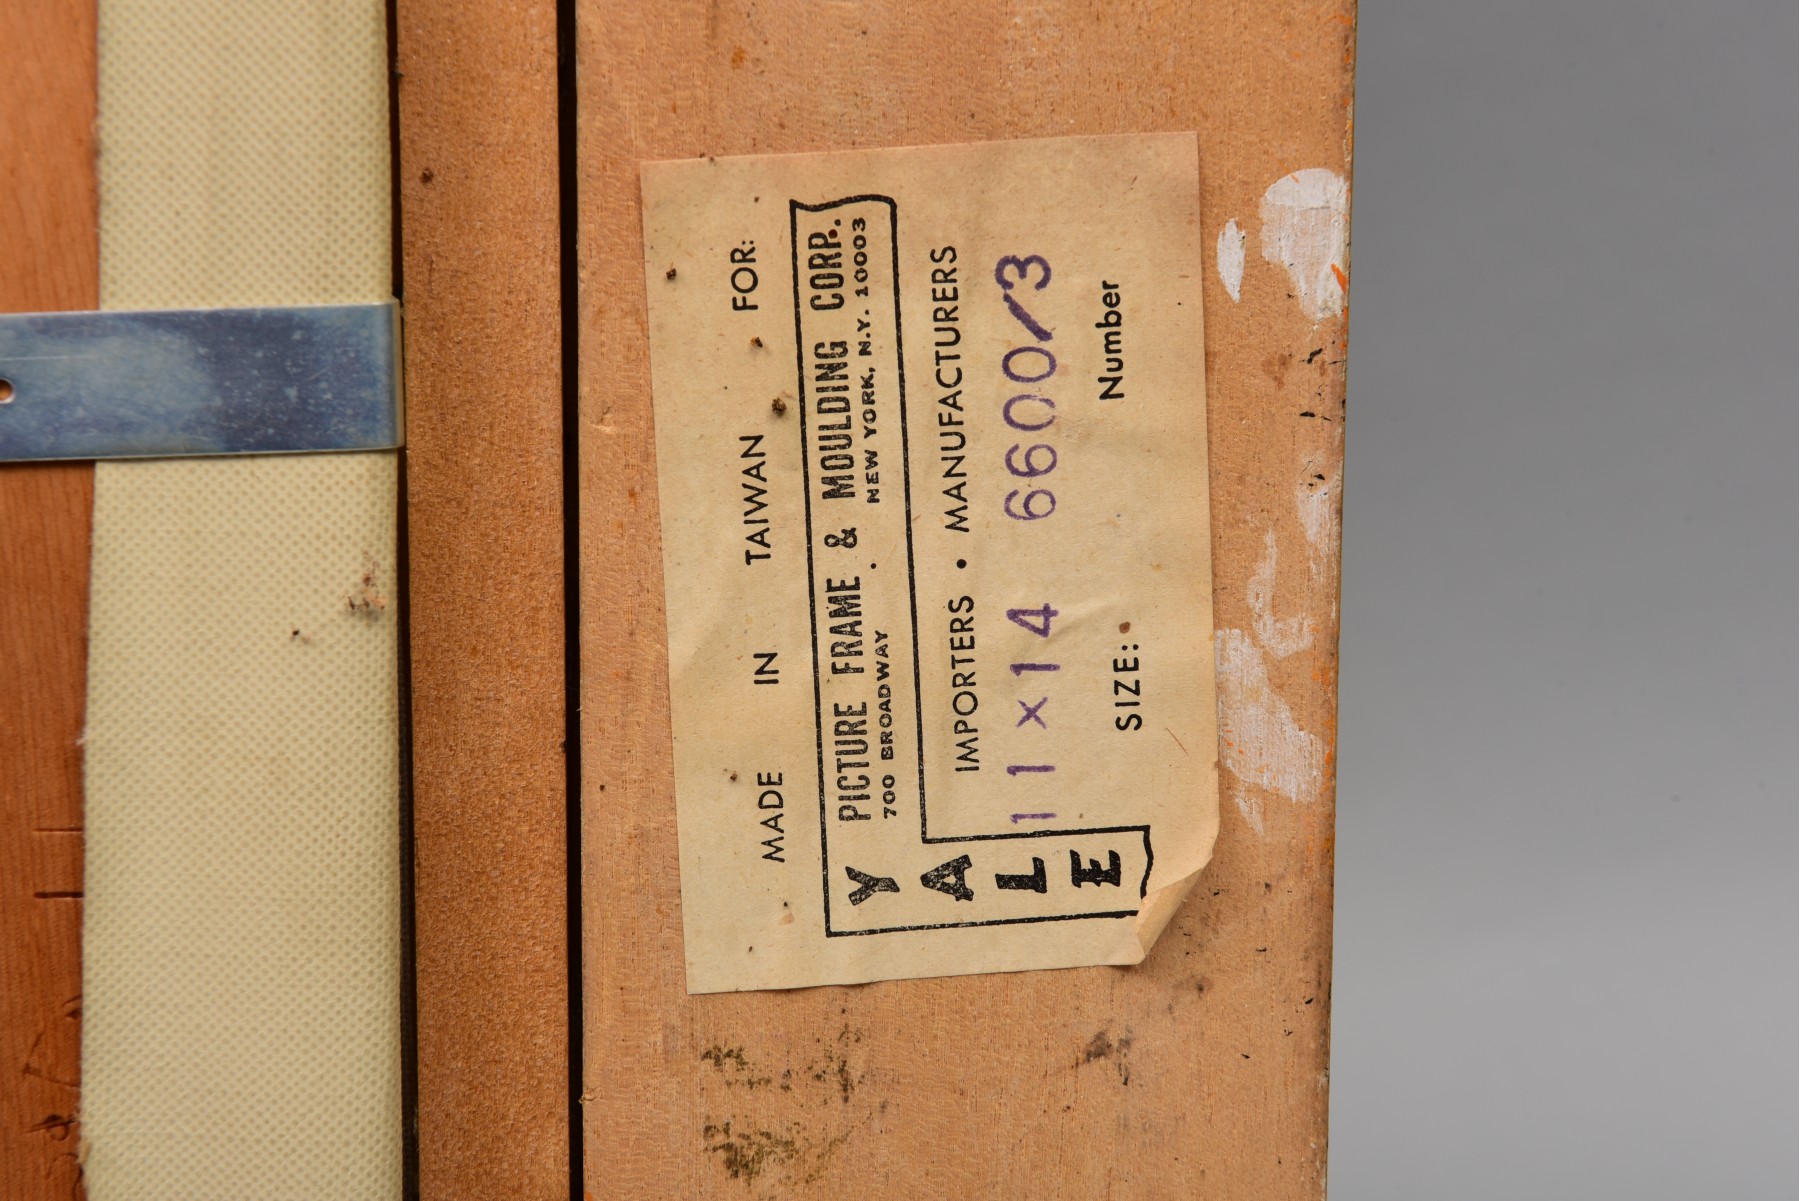 MADE IN TAIWAN FOR:
YALE
PICTURE FRAME & MOULDING CORP.
700 BROADWAY . NEW YORK, N.Y. 10003
IMPORTERS • MANUFACTURERS
11 x 14 6600/3
SIZE: Number